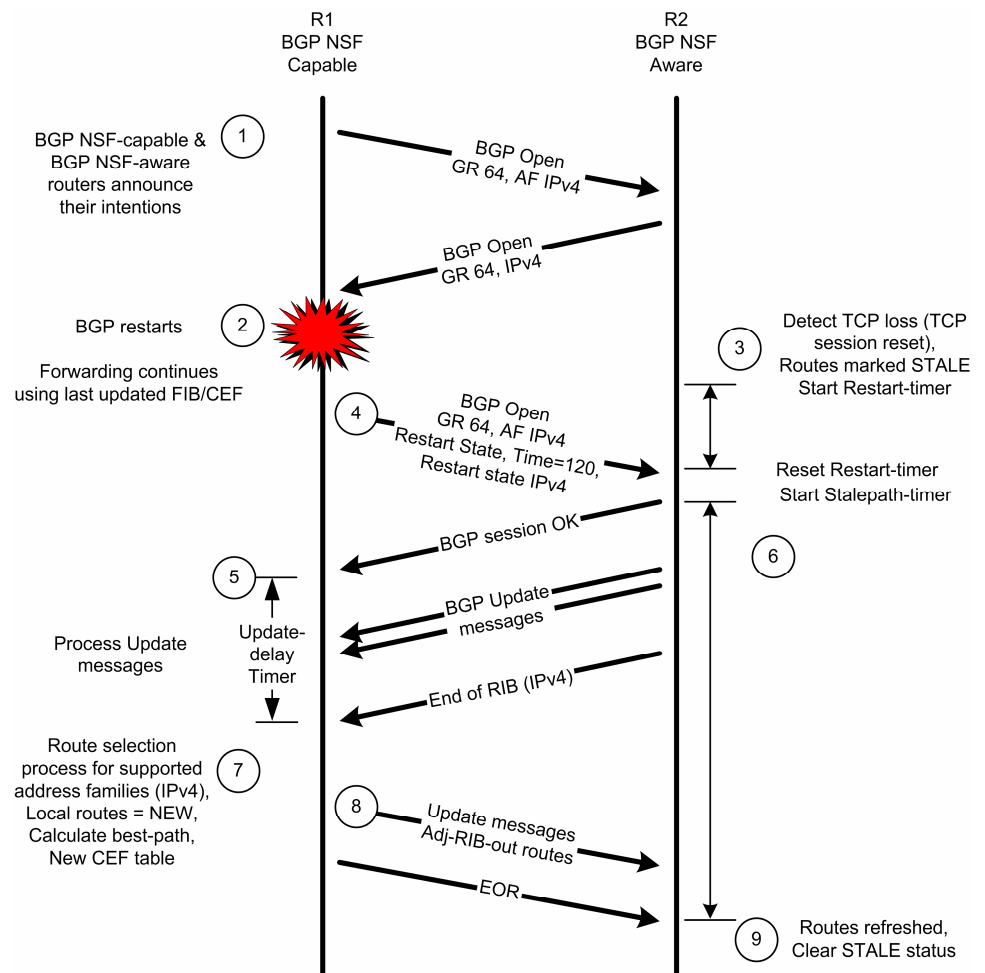 R1
BGP NSF
Capable
R2
BGP NSF
Aware
1
BGP NSF-capable &
BGP NSF-aware
routers announce
their intentions
BGP Open
GR 64, AF IPv4
BGP Open
GR 64, IPv4
BGP restarts
2
Forwarding continues
using last updated FIB/CEF
3
Detect TCP loss (TCP
session reset),
Routes marked STALE
Start Restart-timer
4
BGP Open
GR 64, AF IPv4
Restart State, Time=120,
Restart state IPv4
Reset Restart-timer
Start Stalepath-timer
BGP session OK
5
6
BGP Update
messages
Process Update
messages
Update-
delay
Timer
End of RIB (IPv4)
Route selection
process for supported
address families (IPv4),
Local routes = NEW,
Calculate best-path,
New CEF table
7
8
Update messages
Adj-RIB-out routes
EOR
9
Routes refreshed,
Clear STALE status